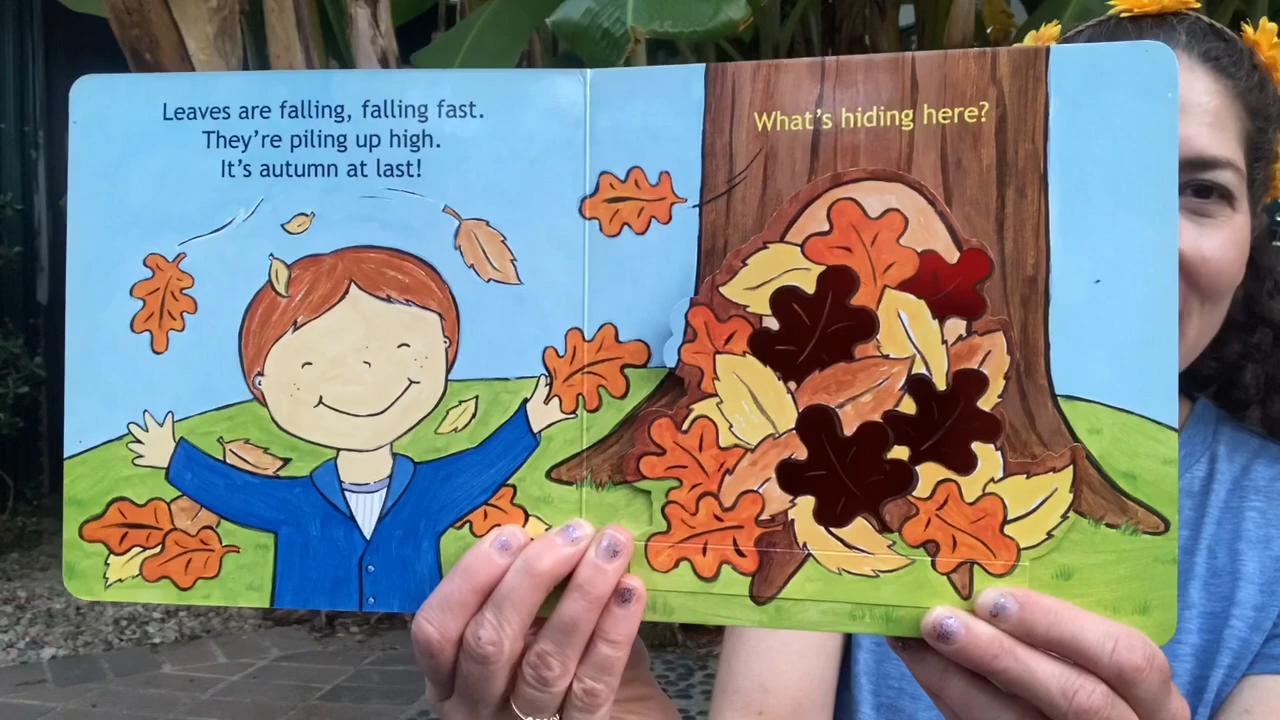 Leaves are falling, falling fast.
They're piling up high.
It's autumn at last!
What's hiding here?